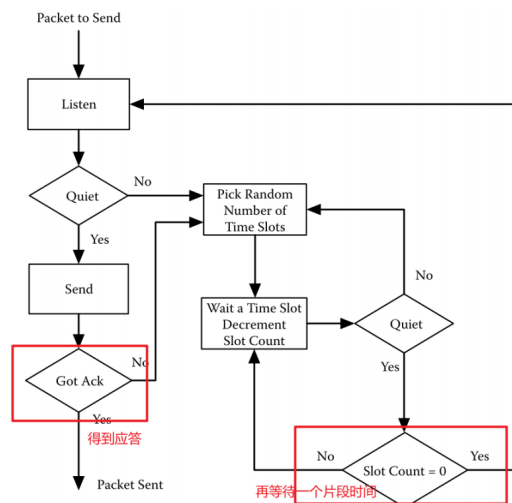 Packet to Send
Listen
Quiet
No
Yes
Send
Got Ack
No
Yes
得到应答
Packet Sent
Pick Random
Number of
Time Slots
Wait a Time Slot
Decrement
Slot Count
Quiet
No
Yes
Slot Count = 0
No
Yes
再等待一个片段时间